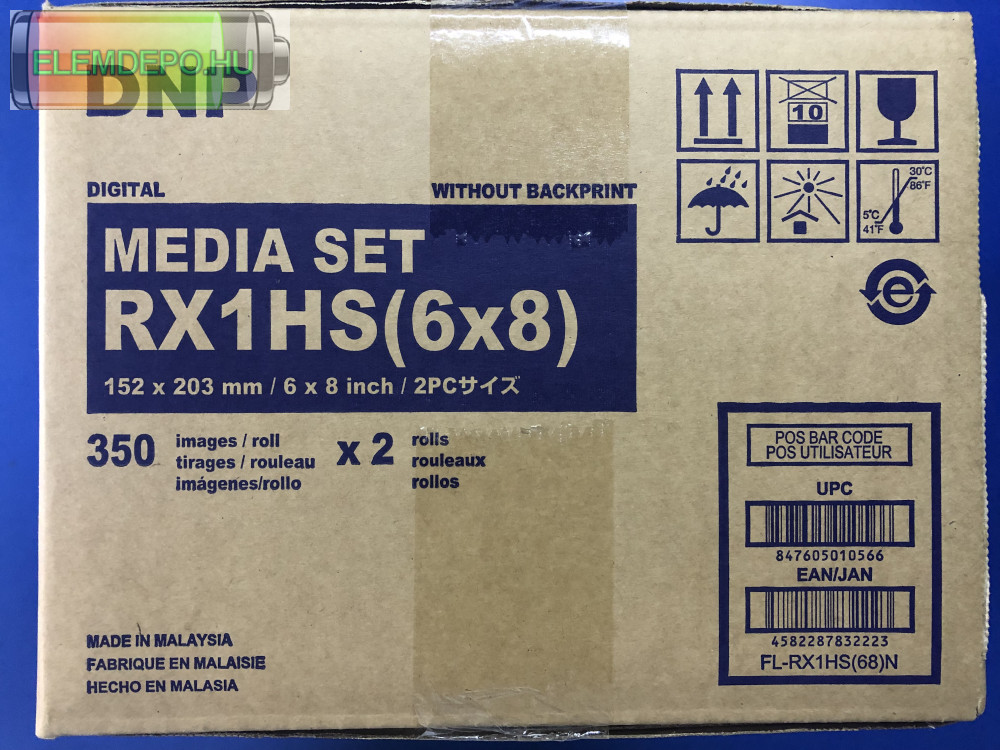 ELEMDEPO.HU
DNP
DIGITAL
WITHOUT BACKPRINT
MEDIA SET
RX1HS(6x8)
152 x 203 mm / 6 x 8 inch / 2PCサイズ
350 images / roll x 2 rolls
tirages / rouleau rouleaux
imágenes/rollo rollos
MADE IN MALAYSIA
FABRIQUE EN MALAISIE
HECHO EN MALASIA
10
30°C
86°F
5°C
41°F
e
POS BAR CODE
POS UTILISATEUR
UPC
847605010566
EAN/JAN
4582287832223
FL-RX1HS(68)N